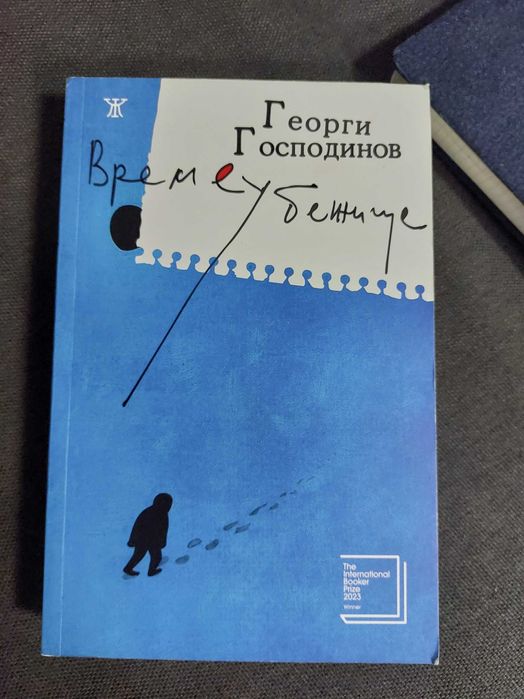 Ж
Георги
Господинов
Времеубежище
The
International
Booker
Prize
2023
Winner